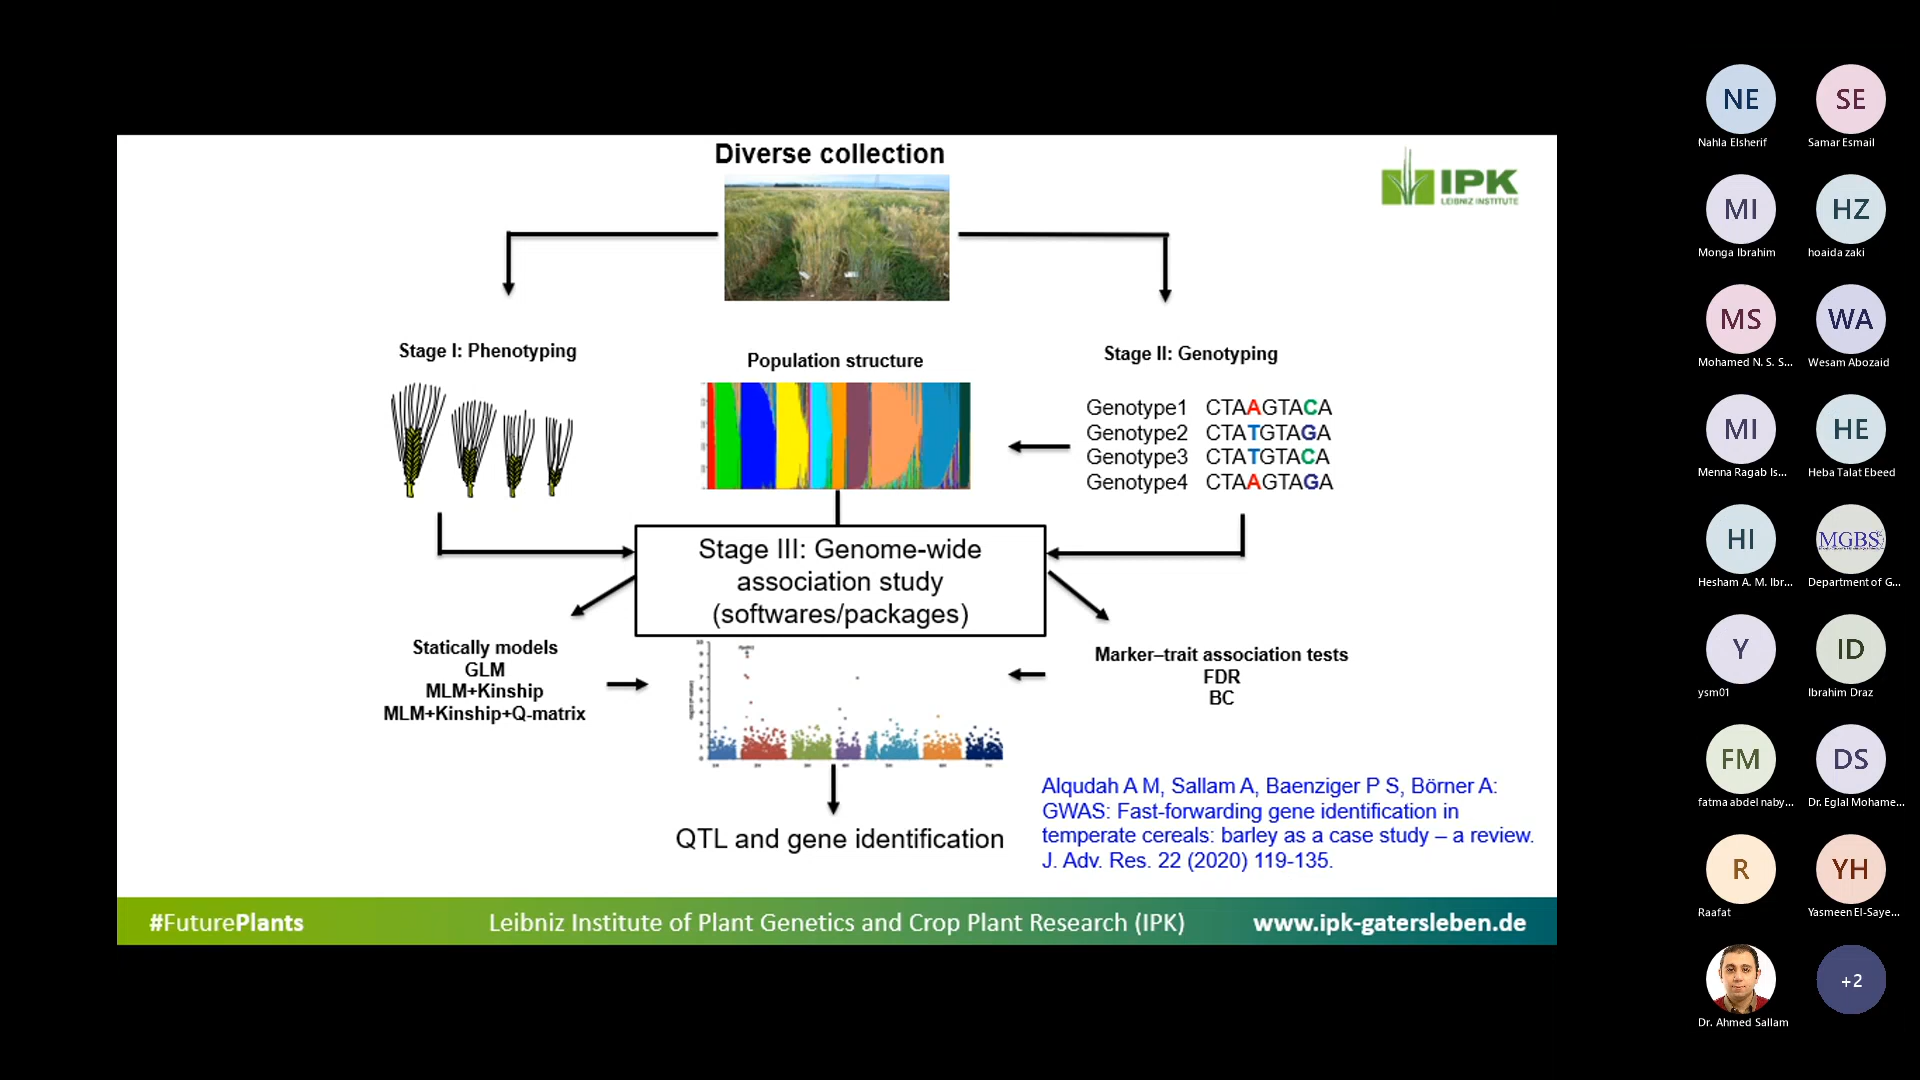 Diverse collection
IPK
LEIBNIZ INSTITUTE
Stage I: Phenotyping
Population structure
Stage II: Genotyping
Genotype1 CTAAGTACA
Genotype2 CTATGTAGA
Genotype3 CTATGTACA
Genotype4 CTAAGTAGA
Stage III: Genome-wide
association study
(softwares/packages)
Statically models
GLM
MLM+Kinship
MLM+Kinship+Q-matrix
Marker–trait association tests
FDR
BC
QTL and gene identification
Alqudah A M, Sallam A, Baenziger P S, Börner A:
GWAS: Fast-forwarding gene identification in
temperate cereals: barley as a case study – a review.
J. Adv. Res. 22 (2020) 119-135.
#FuturePlants
Leibniz Institute of Plant Genetics and Crop Plant Research (IPK)
www.ipk-gatersleben.de
NE
Nahla Elsherif
SE
Samar Esmail
MI
Monga Ibrahim
HZ
hoaida zaki
MS
Mohamed N. S. S...
WA
Wesam Abozaid
MI
Menna Ragab Is...
HE
Heba Talat Ebeed
HI
Hesham A. M. Ibr...
MGBS
Department of G...
Y
ysm01
ID
Ibrahim Draz
FM
fatma abdel naby...
DS
Dr. Eglal Mohame...
R
Raafat
YH
Yasmeen El-Saye...
Dr. Ahmed Sallam
+2